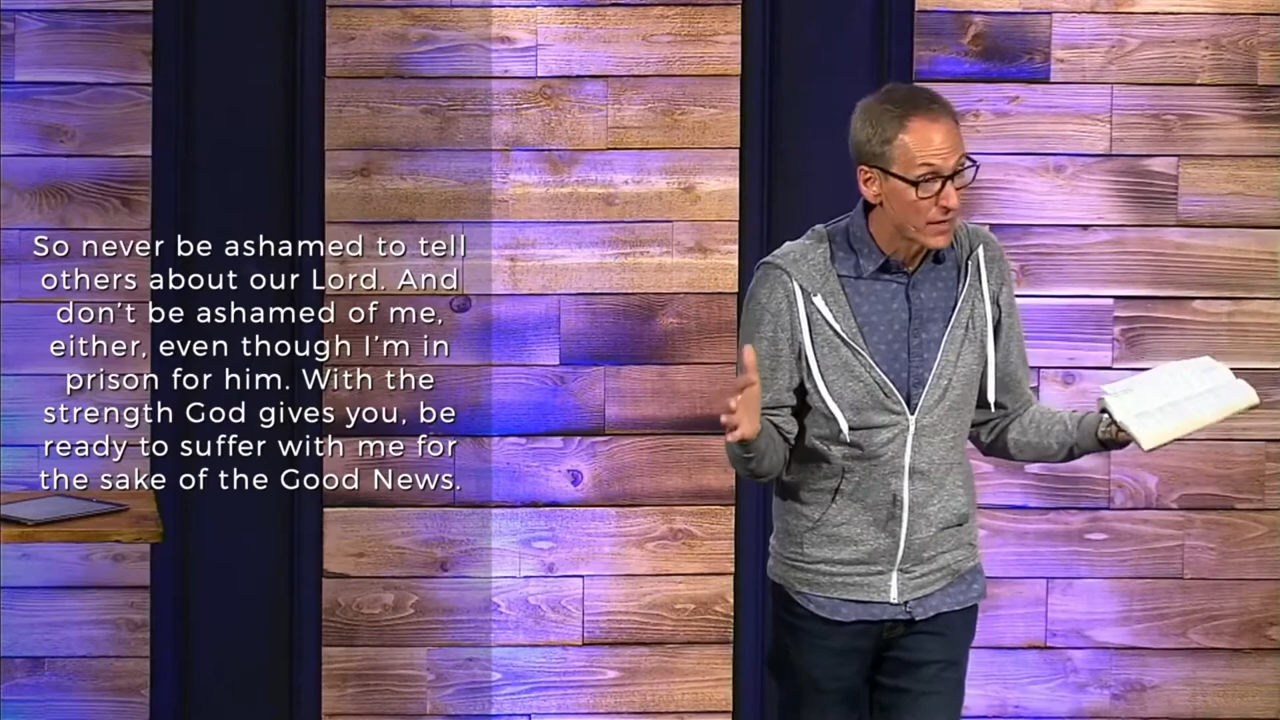 So never be ashamed to tell
others about our Lord. And
don’t be ashamed of me,
either, even though I’m in
prison for him. With the
strength God gives you, be
ready to suffer with me for
the sake of the Good News.